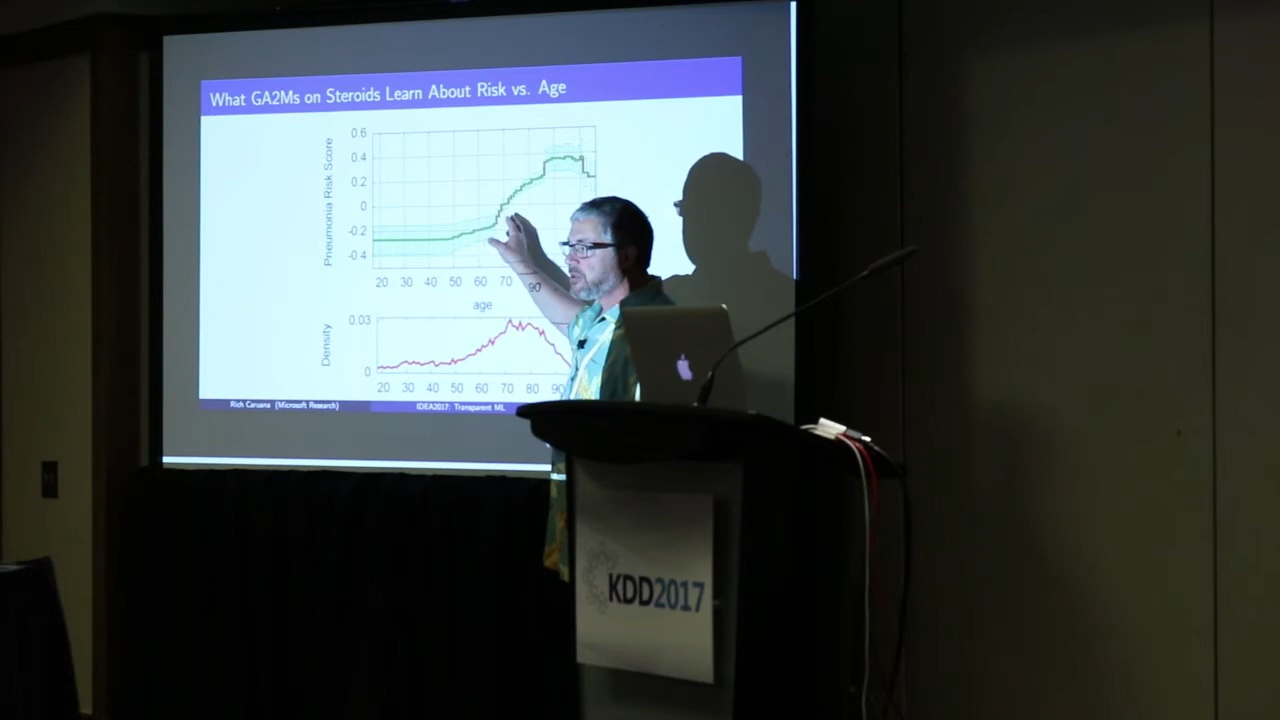 What GA2Ms on Steroids Learn About Risk vs. Age
Pneumonia Risk Score
0.6
0.4
0.2
0
-0.2
-0.4
20 30 40 50 60 70 90
age
Density
0.03
0
20 30 40 50 60 70 80 90
Rich Caruana (Microsoft Research)
IDEA2017: Transparent ML
KDD2017